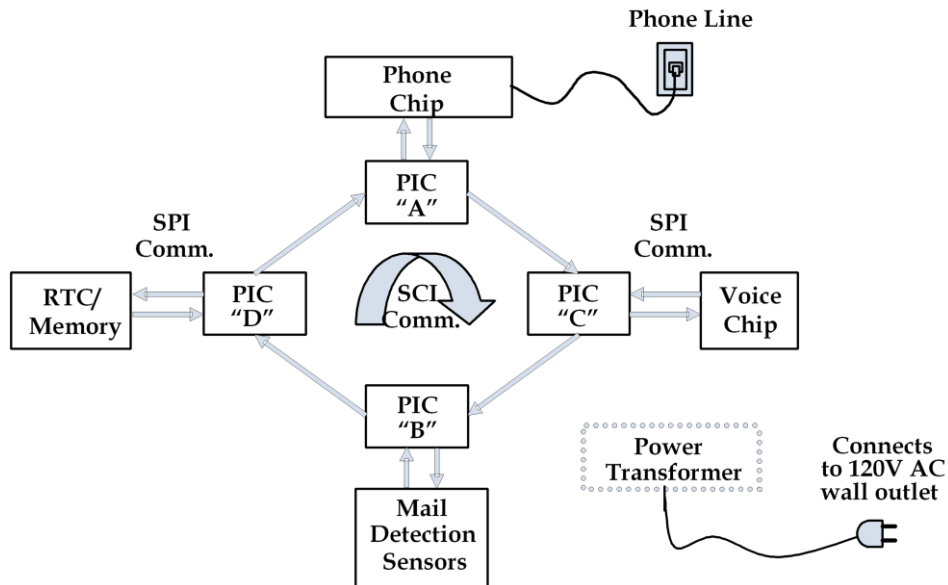 Phone Line
Phone
Chip
PIC
“A”
SPI
Comm.
SPI
Comm.
RTC/
Memory
PIC
“D”
SCI
Comm.
PIC
“C”
Voice
Chip
PIC
“B”
Mail
Detection
Sensors
Power
Transformer
Connects
to 120V AC
wall outlet